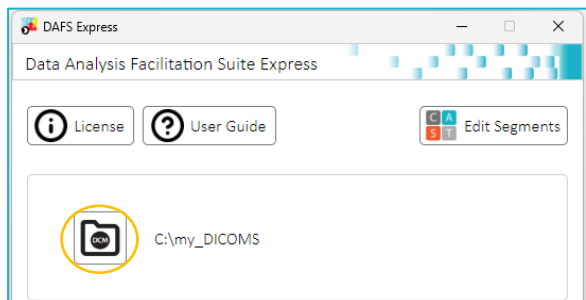 DAFS Express
Data Analysis Facilitation Suite Express
License
User Guide
C A
S T
Edit Segments
DCM
C:\my_DICOMS